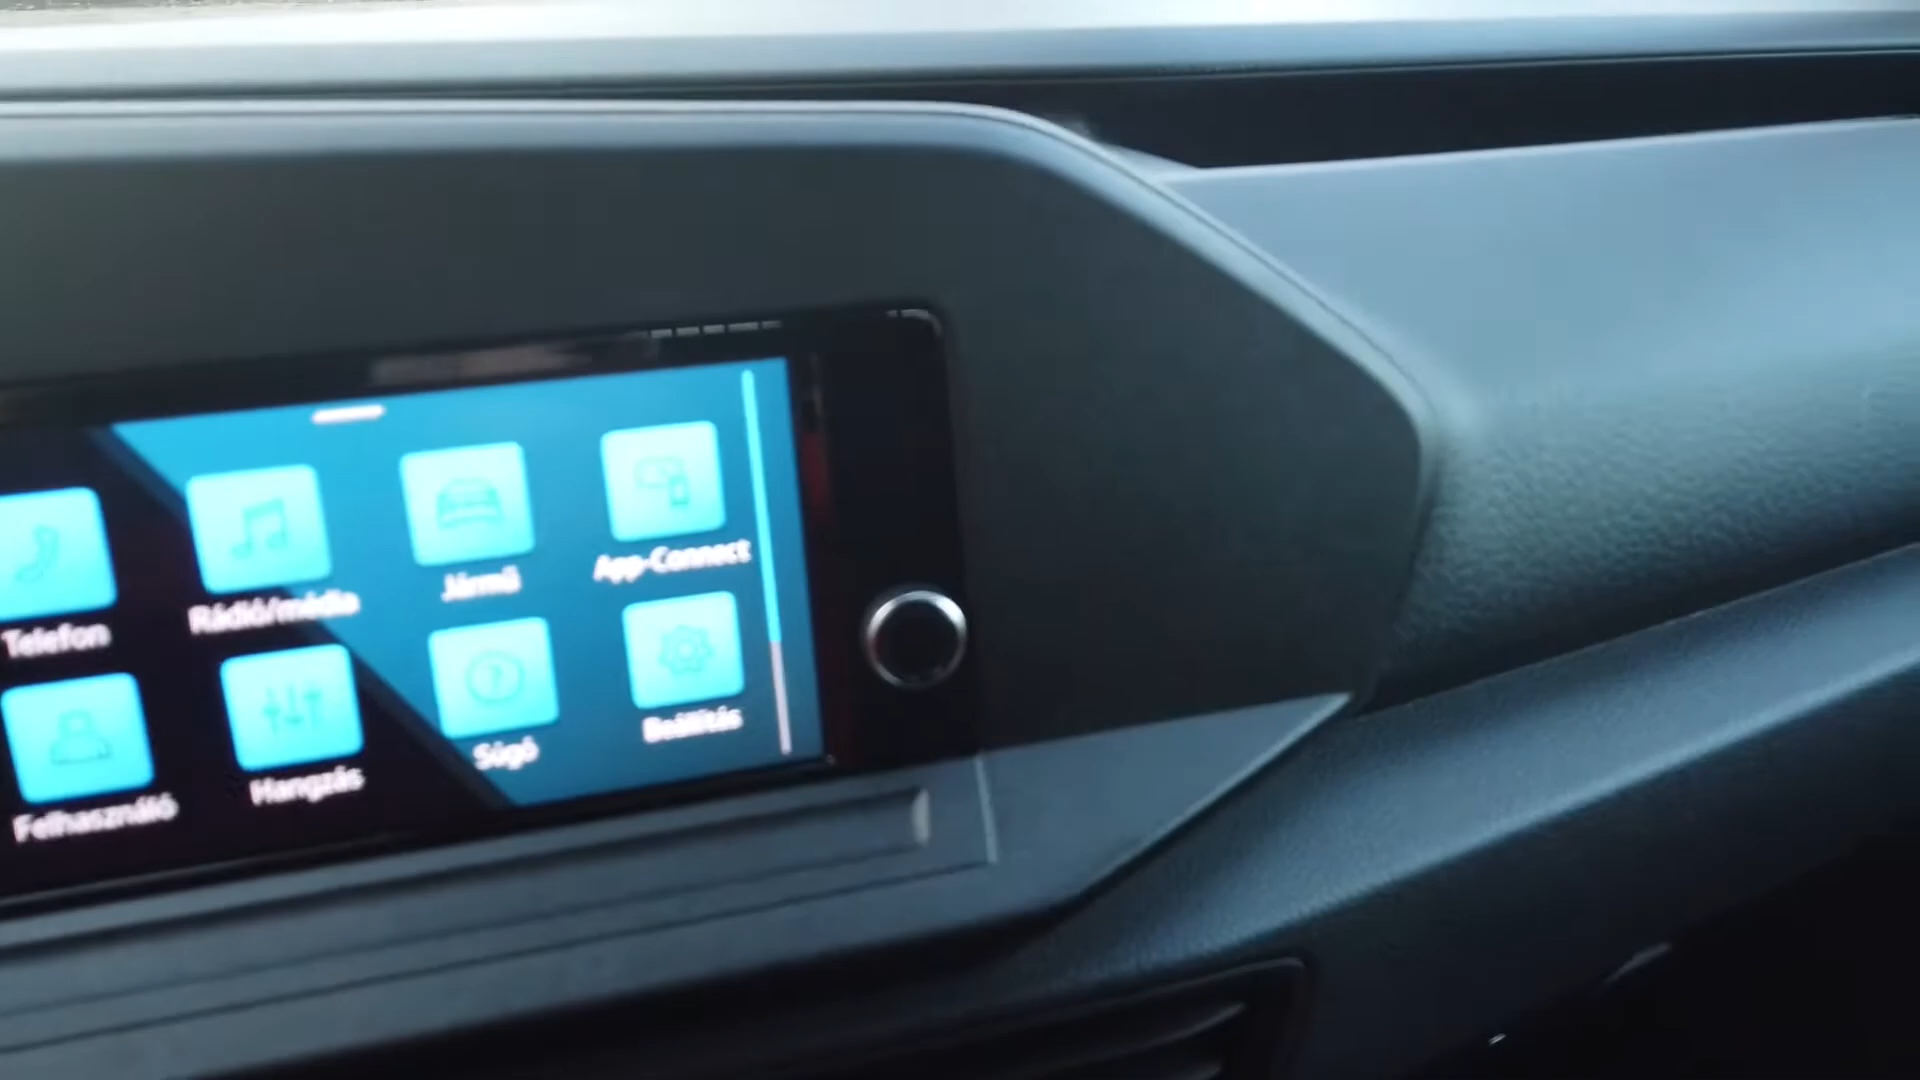 Telefon
Rádió/média
Jármű
App-Connect
Felhasználó
Hangzás
Súgó
Beállítás